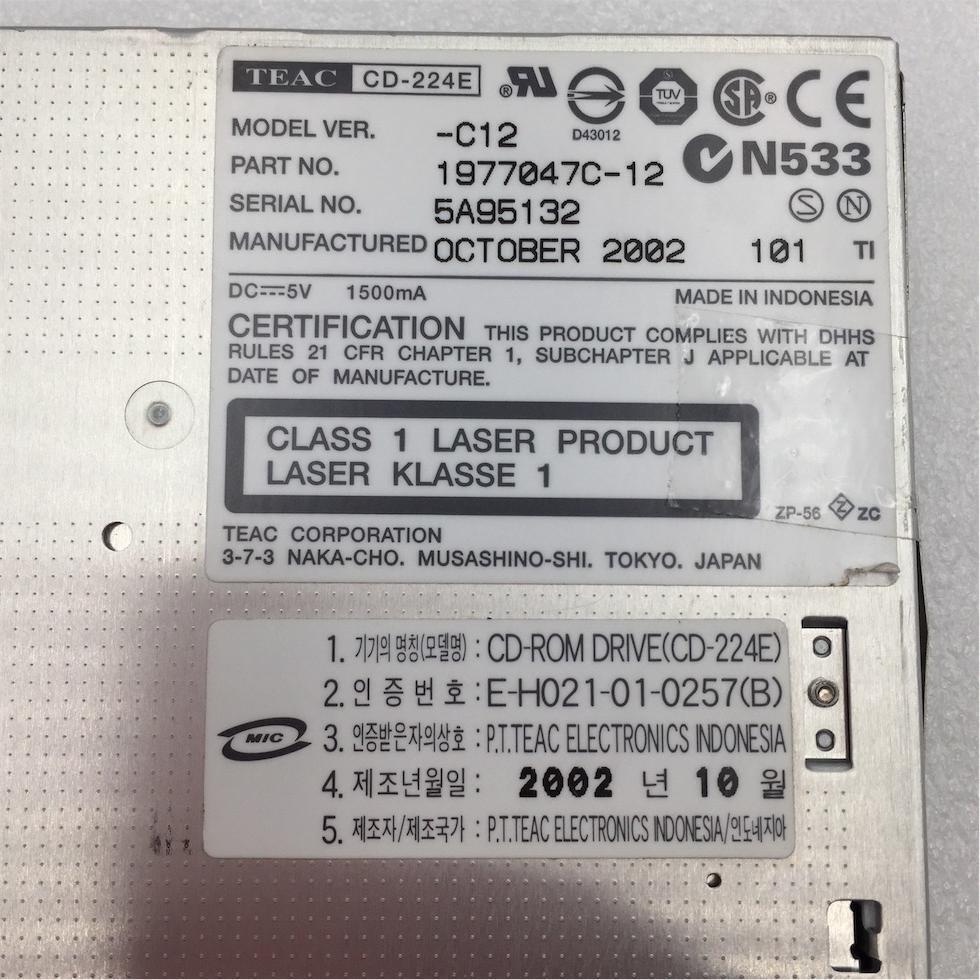 TEAC CD-224E
D43012
TUV
MODEL VER. -C12
PART NO. 1977047C-12
N533
SERIAL NO. 5A95132
S N
MANUFACTURED OCTOBER 2002 101 TI
DC 5V 1500mA MADE IN INDONESIA
CERTIFICATION THIS PRODUCT COMPLIES WITH DHHS
RULES 21 CFR CHAPTER 1, SUBCHAPTER J APPLICABLE AT
DATE OF MANUFACTURE.
CLASS 1 LASER PRODUCT
LASER KLASSE 1
ZP-56 Z ZC
TEAC CORPORATION
3-7-3 NAKA-CHO. MUSASHINO-SHI. TOKYO. JAPAN
1. 기기의 명칭(모델명) : CD-ROM DRIVE(CD-224E)
2. 인 증 번 호 : E-H021-01-0257(B)
MIC
3. 인증받은자의상호 : P.T.TEAC ELECTRONICS INDONESIA
4. 제조년월일 : 2002 년 10 월
5. 제조자/제조국가 : P.T.TEAC ELECTRONICS INDONESIA/인도네지아